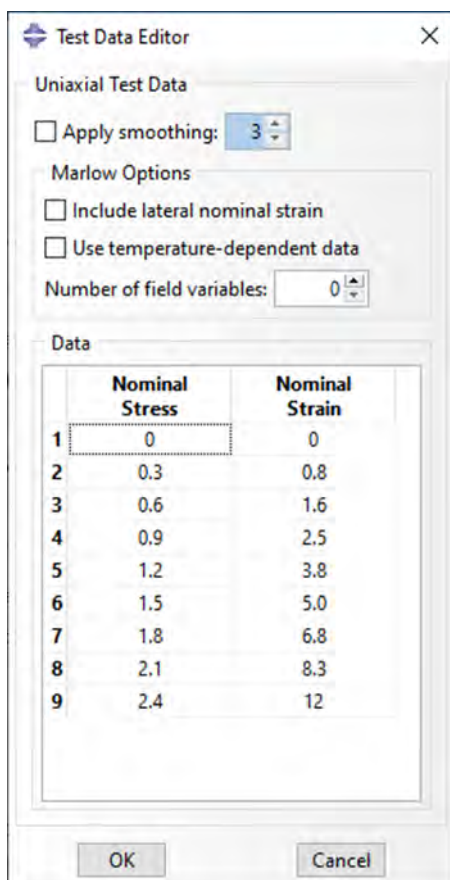 Test Data Editor
Uniaxial Test Data
Apply smoothing: 3
Marlow Options
Include lateral nominal strain
Use temperature-dependent data
Number of field variables: 0
Data
Nominal Nominal
Stress Strain
1 0 0
2 0.3 0.8
3 0.6 1.6
4 0.9 2.5
5 1.2 3.8
6 1.5 5.0
7 1.8 6.8
8 2.1 8.3
9 2.4 12
OK Cancel